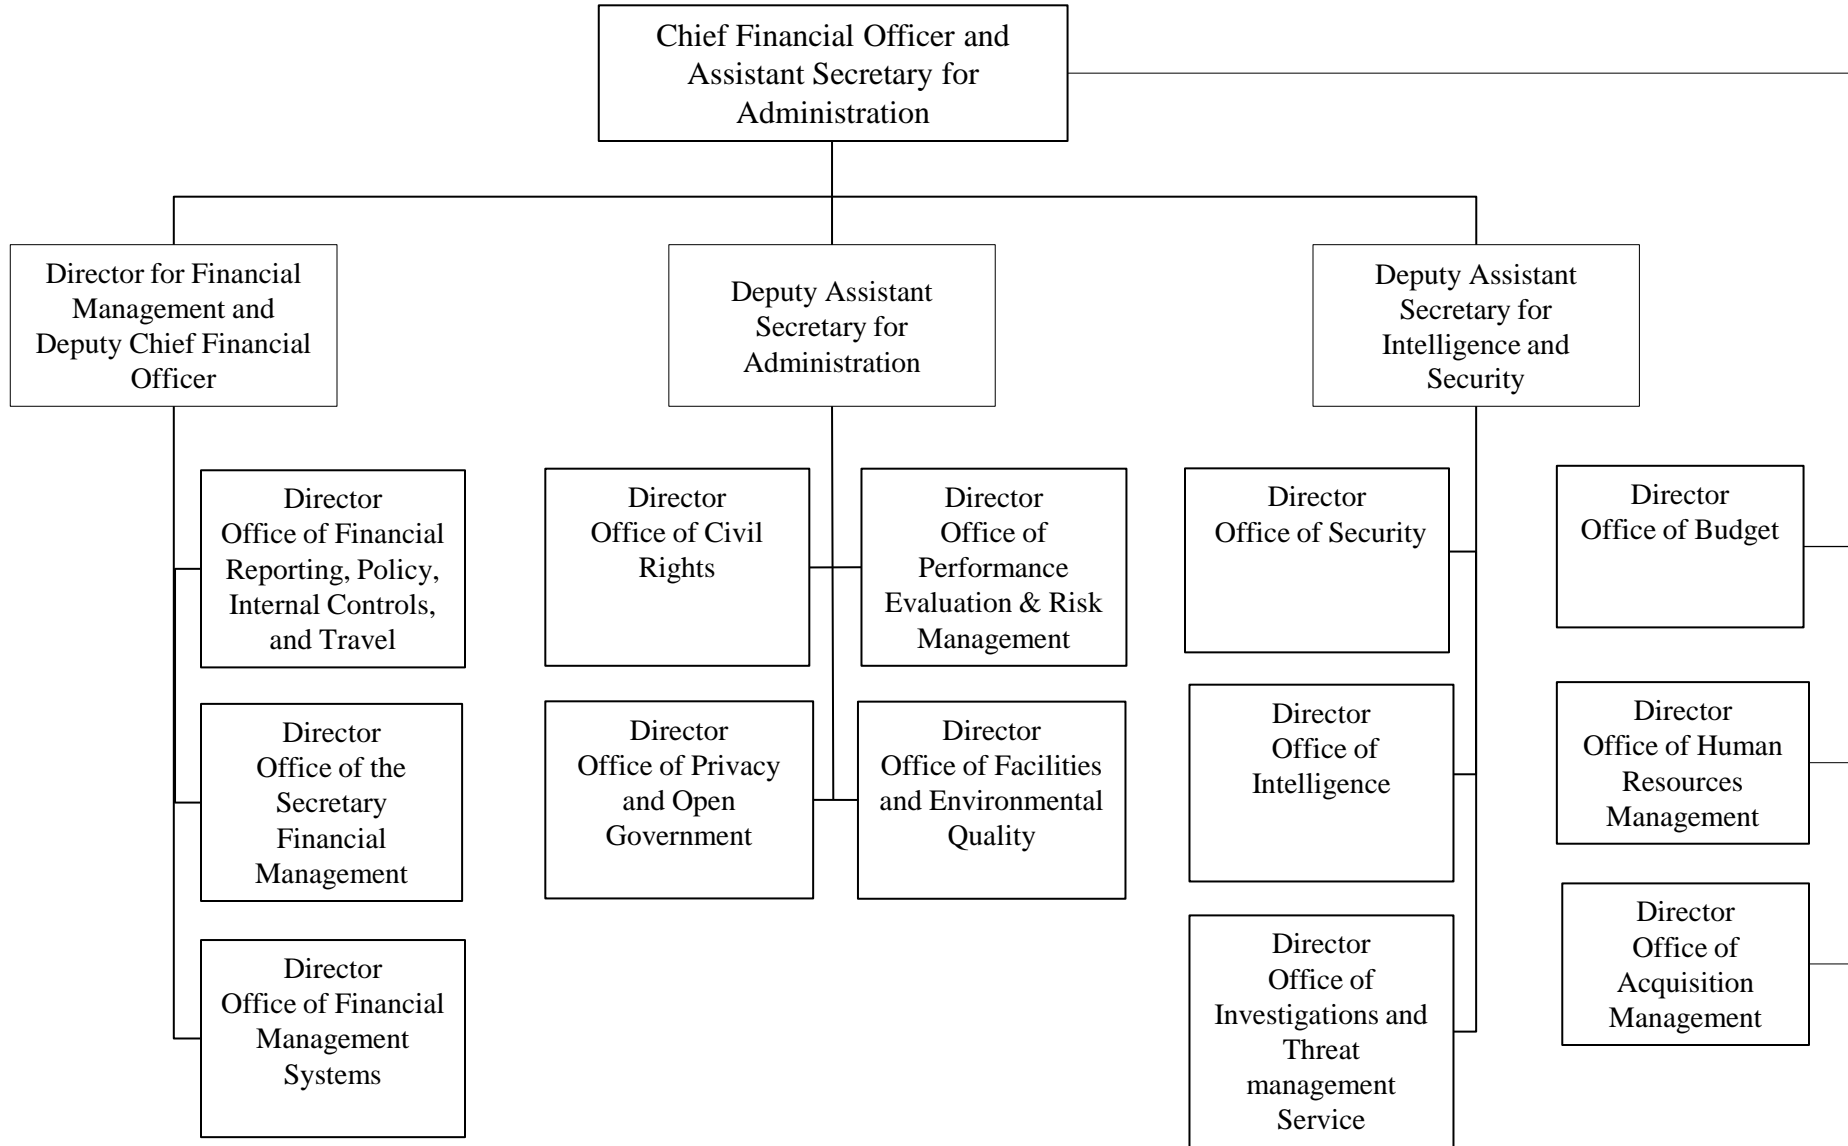 Chief Financial Officer and
Assistant Secretary for
Administration
Director for Financial
Management and
Deputy Chief Financial
Officer
Deputy Assistant
Secretary for
Administration
Deputy Assistant
Secretary for
Intelligence and
Security
Director
Office of Financial
Reporting, Policy,
Internal Controls,
and Travel
Director
Office of the
Secretary
Financial
Management
Director
Office of Financial
Management
Systems
Director
Office of Civil
Rights
Director
Office of
Performance
Evaluation & Risk
Management
Director
Office of Privacy
and Open
Government
Director
Office of Facilities
and Environmental
Quality
Director
Office of Security
Director
Office of
Intelligence
Director
Office of
Investigations and
Threat
management
Service
Director
Office of Budget
Director
Office of Human
Resources
Management
Director
Office of
Acquisition
Management